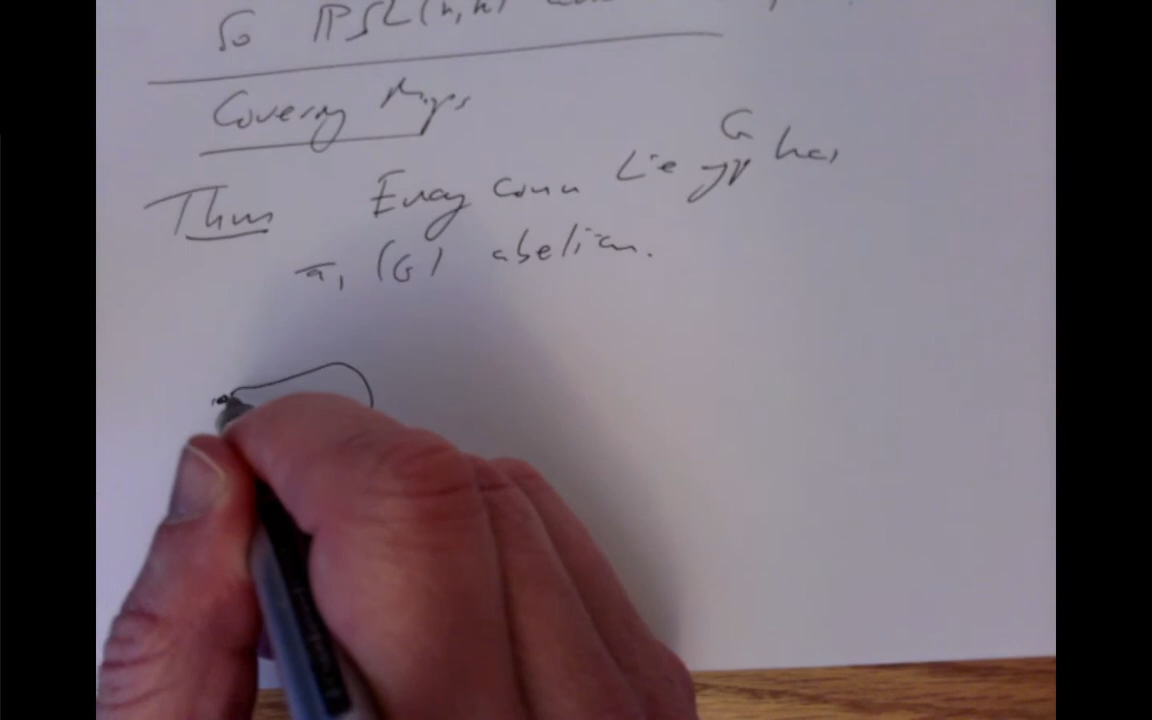 So PSL(n,
Covering Maps
Thm Every conn Lie gp G has
π₁(G) abelian.